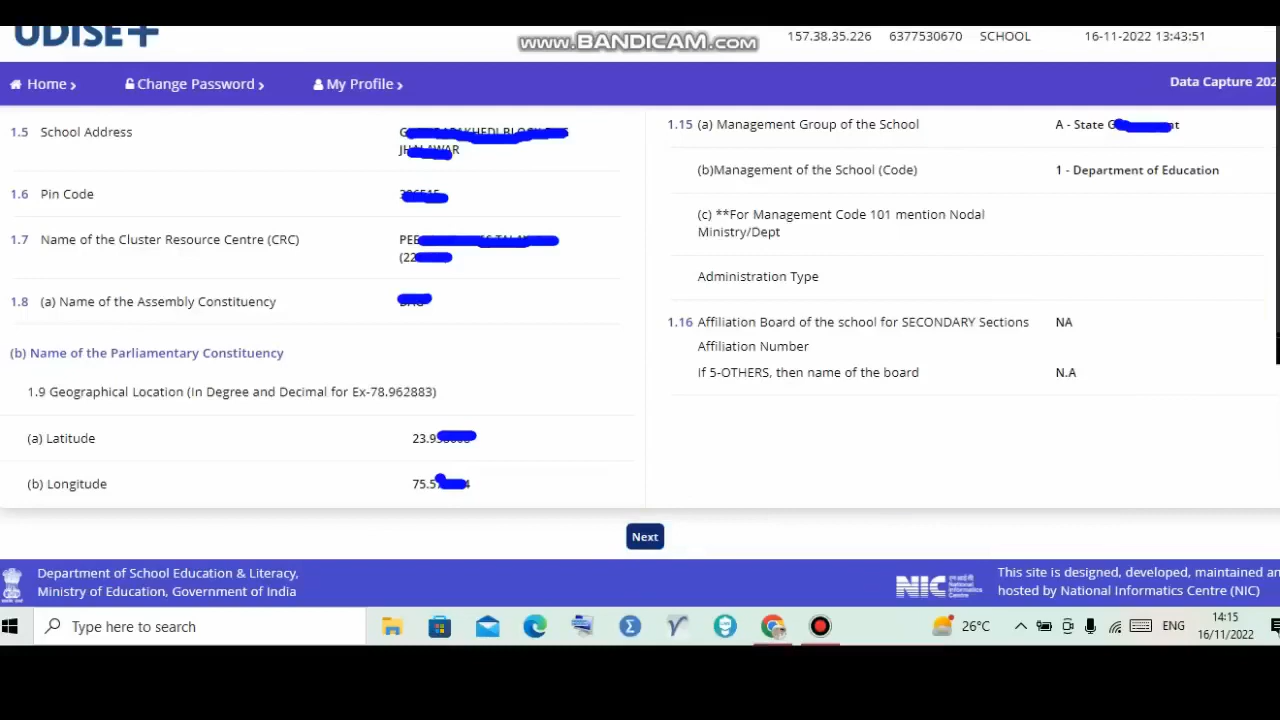 UDISE+
www.BANDICAM.com
157.38.35.226 6377530670 SCHOOL 16-11-2022 13:43:51
Home Change Password My Profile
Data Capture 202
1.5 School Address
1.6 Pin Code
1.7 Name of the Cluster Resource Centre (CRC) PEE
(22
1.8 (a) Name of the Assembly Constituency
(b) Name of the Parliamentary Constituency
1.9 Geographical Location (In Degree and Decimal for Ex-78.962883)
(a) Latitude 23.9
(b) Longitude 75.5
1.15 (a) Management Group of the School A - State
(b)Management of the School (Code) 1 - Department of Education
(c) **For Management Code 101 mention Nodal
Ministry/Dept
Administration Type
1.16 Affiliation Board of the school for SECONDARY Sections NA
Affiliation Number
If 5-OTHERS, then name of the board N.A
Next
Department of School Education & Literacy,
Ministry of Education, Government of India
NIC National Informatics Centre
This site is designed, developed, maintained an
hosted by National Informatics Centre (NIC)
Type here to search
26°C ENG 14:15
16/11/2022